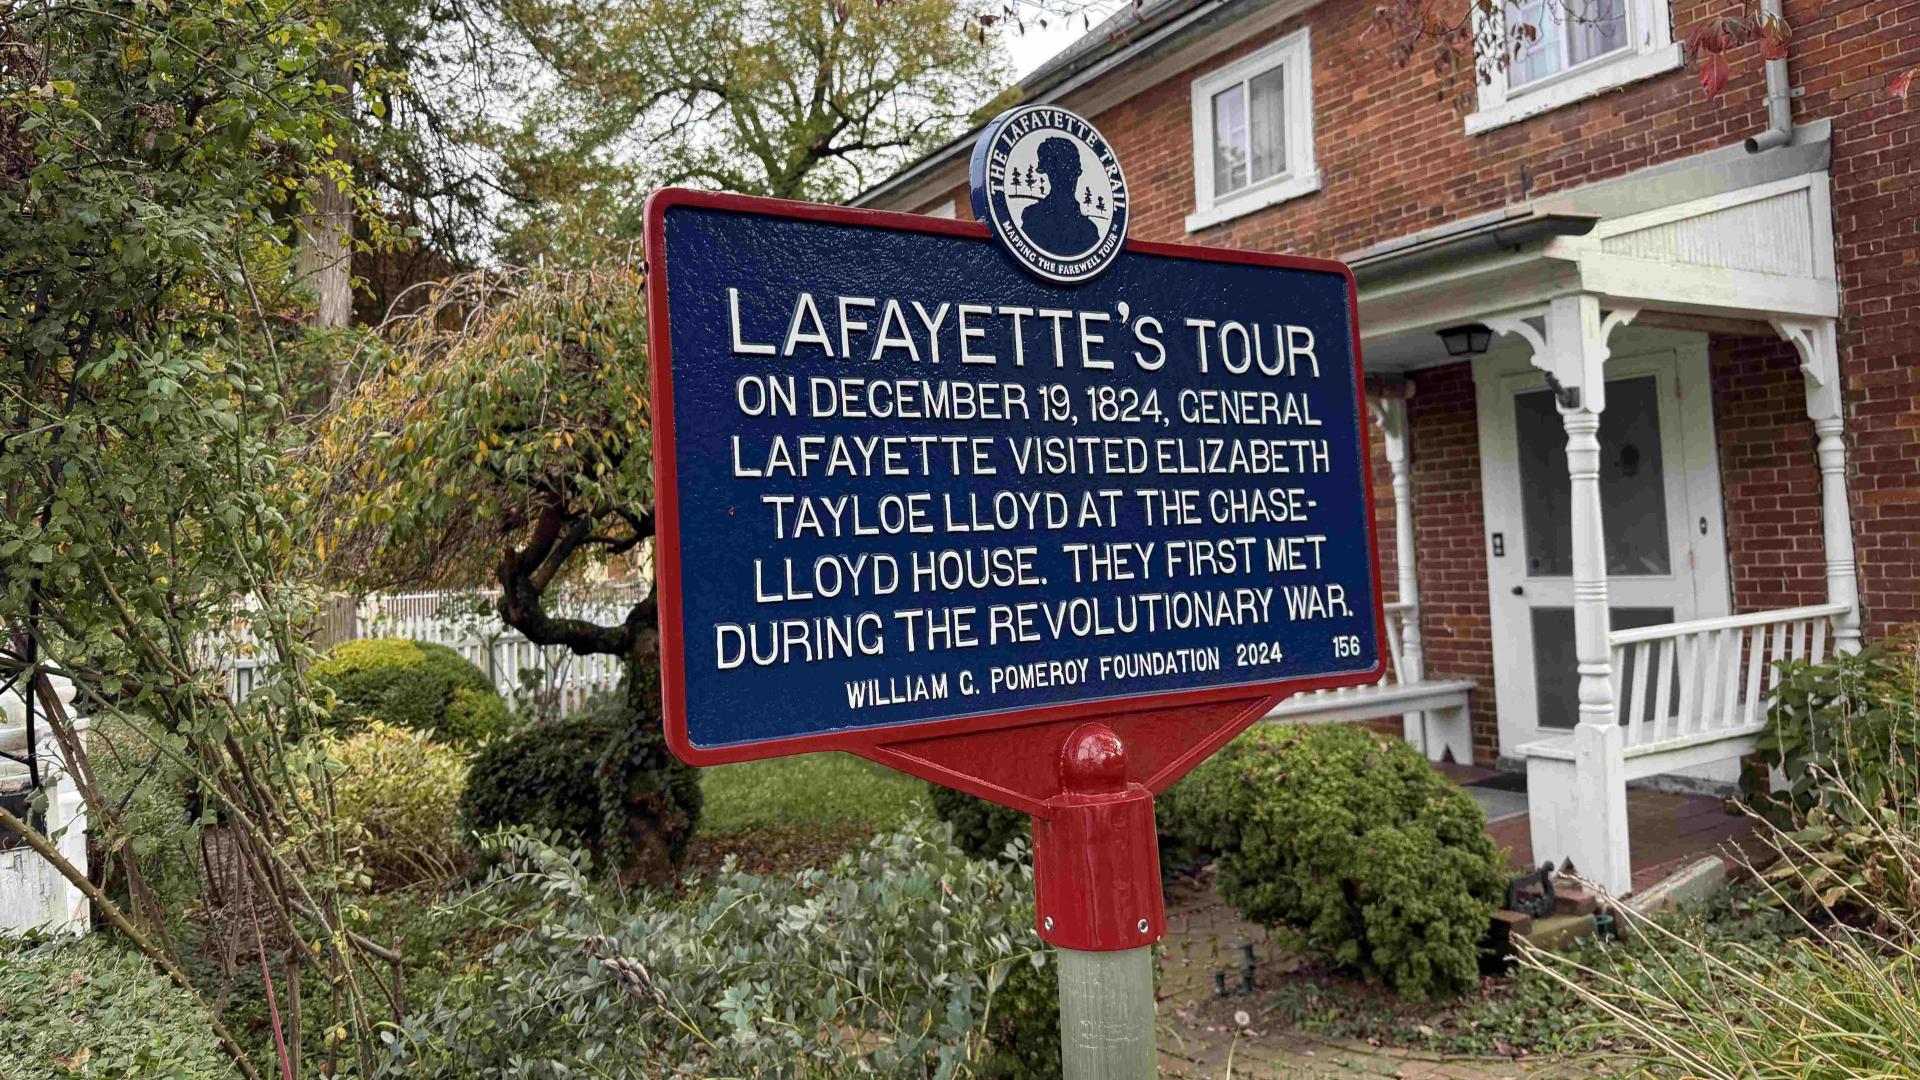 THE LAFAYETTE TRAIL
MAPPING THE FAREWELL TOUR™
LAFAYETTE'S TOUR
ON DECEMBER 19, 1824, GENERAL
LAFAYETTE VISITED ELIZABETH
TAYLOE LLOYD AT THE CHASE-
LLOYD HOUSE. THEY FIRST MET
DURING THE REVOLUTIONARY WAR.
WILLIAM G. POMEROY FOUNDATION 2024 156